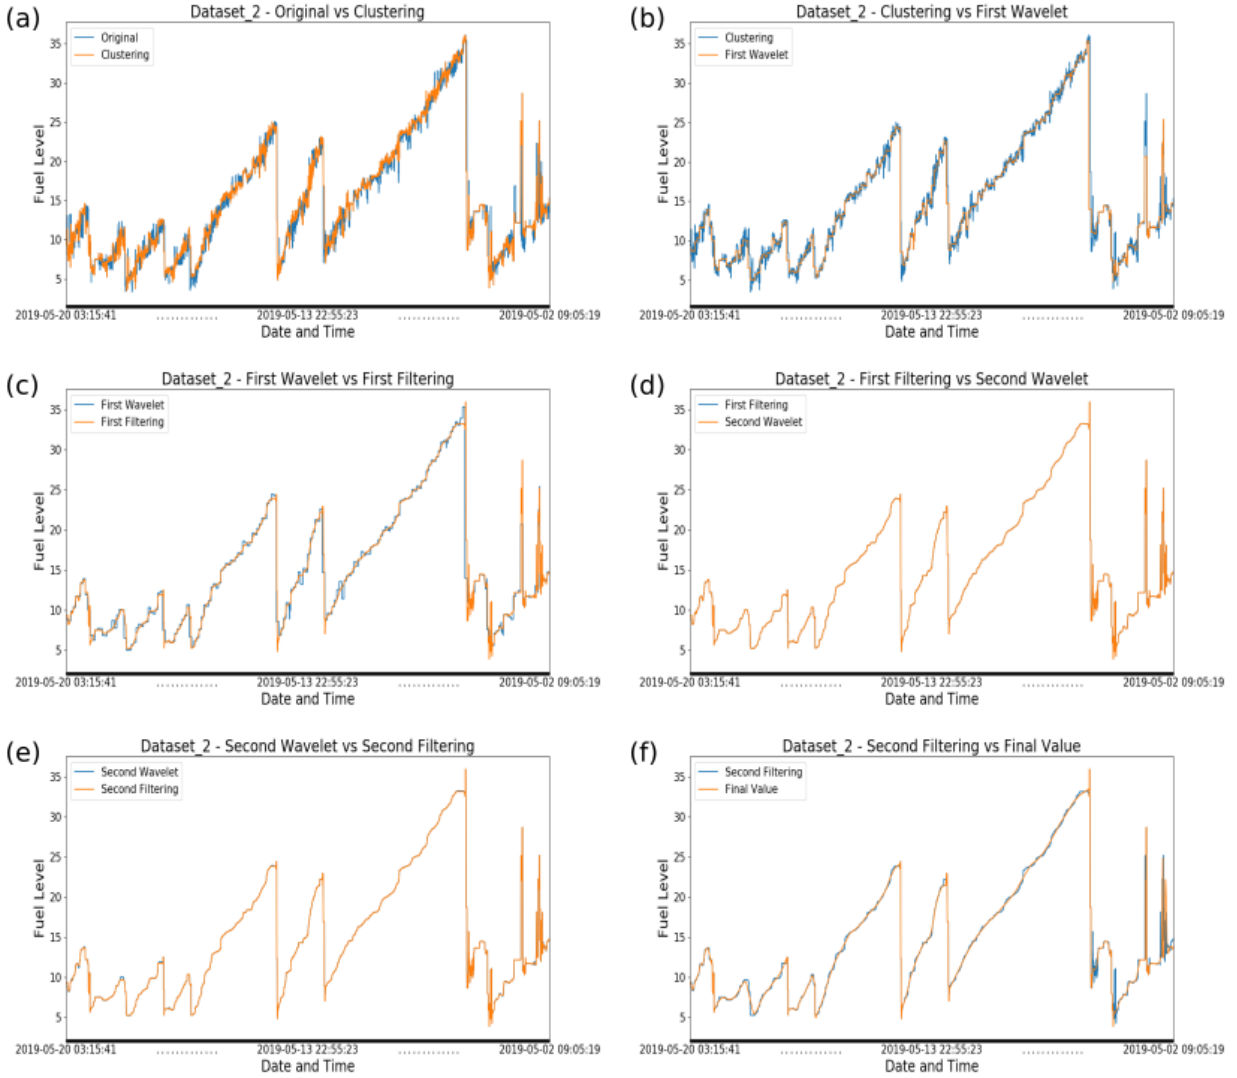 (a)
Dataset_2 - Original vs Clustering
Original
Clustering
Fuel Level
35
30
25
20
15
10
5
2019-05-20 03:15:41 ............ 2019-05-13 22:55:23 ............ 2019-05-02 09:05:19
Date and Time
(b)
Dataset_2 - Clustering vs First Wavelet
Clustering
First Wavelet
Fuel Level
35
30
25
20
15
10
5
2019-05-20 03:15:41 ............ 2019-05-13 22:55:23 ............ 2019-05-02 09:05:19
Date and Time
(c)
Dataset_2 - First Wavelet vs First Filtering
First Wavelet
First Filtering
Fuel Level
35
30
25
20
15
10
5
2019-05-20 03:15:41 ............ 2019-05-13 22:55:23 ............ 2019-05-02 09:05:19
Date and Time
(d)
Dataset_2 - First Filtering vs Second Wavelet
First Filtering
Second Wavelet
Fuel Level
35
30
25
20
15
10
5
2019-05-20 03:15:41 ............ 2019-05-13 22:55:23 ............ 2019-05-02 09:05:19
Date and Time
(e)
Dataset_2 - Second Wavelet vs Second Filtering
Second Wavelet
Second Filtering
Fuel Level
35
30
25
20
15
10
5
2019-05-20 03:15:41 ............ 2019-05-13 22:55:23 ............ 2019-05-02 09:05:19
Date and Time
(f)
Dataset_2 - Second Filtering vs Final Value
Second Filtering
Final Value
Fuel Level
35
30
25
20
15
10
5
2019-05-20 03:15:41 ............ 2019-05-13 22:55:23 ............ 2019-05-02 09:05:19
Date and Time